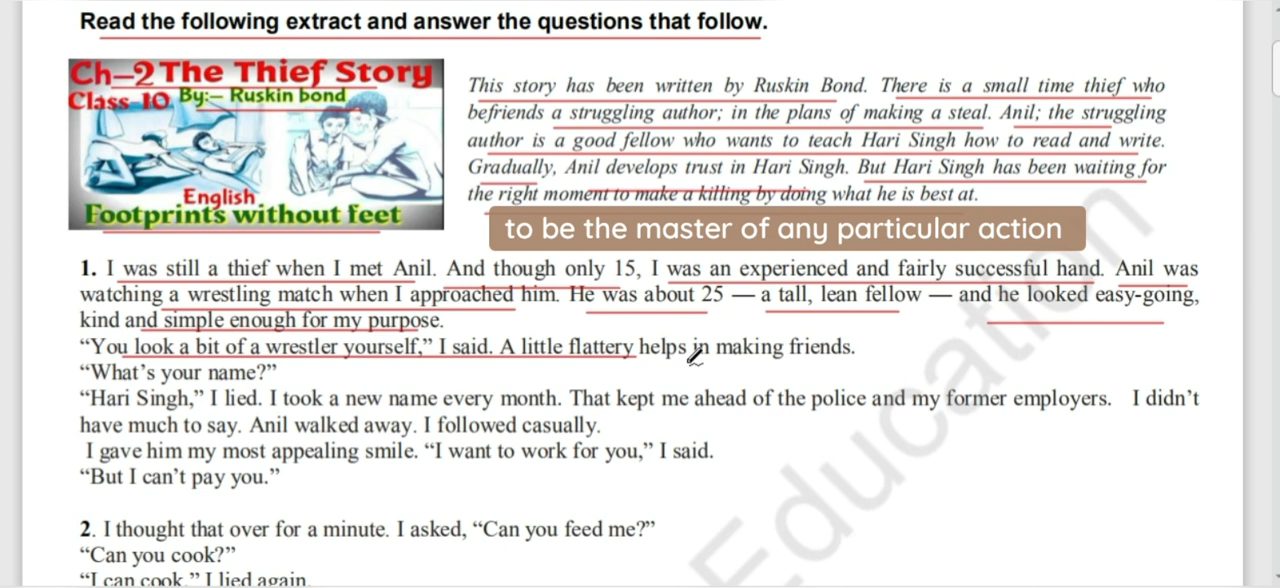 Read the following extract and answer the questions that follow.
Ch–2 The Thief Story
Class 10 By:– Ruskin bond
English
Footprints without feet
This story has been written by Ruskin Bond. There is a small time thief who
befriends a struggling author; in the plans of making a steal. Anil; the struggling
author is a good fellow who wants to teach Hari Singh how to read and write.
Gradually, Anil develops trust in Hari Singh. But Hari Singh has been waiting for
the right moment to make a killing by doing what he is best at.
to be the master of any particular action
1. I was still a thief when I met Anil. And though only 15, I was an experienced and fairly successful hand. Anil was
watching a wrestling match when I approached him. He was about 25 — a tall, lean fellow — and he looked easy-going,
kind and simple enough for my purpose.
“You look a bit of a wrestler yourself,” I said. A little flattery helps in making friends.
“What’s your name?”
“Hari Singh,” I lied. I took a new name every month. That kept me ahead of the police and my former employers. I didn’t
have much to say. Anil walked away. I followed casually.
I gave him my most appealing smile. “I want to work for you,” I said.
“But I can’t pay you.”
2. I thought that over for a minute. I asked, “Can you feed me?”
“Can you cook?”
“I can cook,” I lied again.
Education